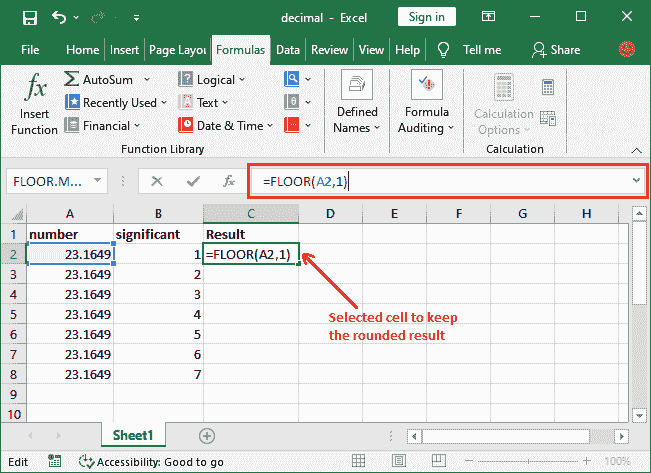 decimal - Excel
Sign in
File Home Insert Page Layou Formulas Data Review View Help Tell me Share
fx
Insert
Function
AutoSum
Recently Used
Financial
Logical
Text
Date & Time
Function Library
Defined
Names
Formula
Auditing
Calculation
Options
Calculation
FLOOR.M... fx =FLOOR(A2,1)
A B C D E F G H
1 number significant Result
2 23.1649 1 =FLOOR(A2,1)
3 23.1649 2
4 23.1649 3
5 23.1649 4
6 23.1649 5
7 23.1649 6
8 23.1649 7
9
10
Selected cell to keep
the rounded result
Sheet1
Edit Accessibility: Good to go 100%